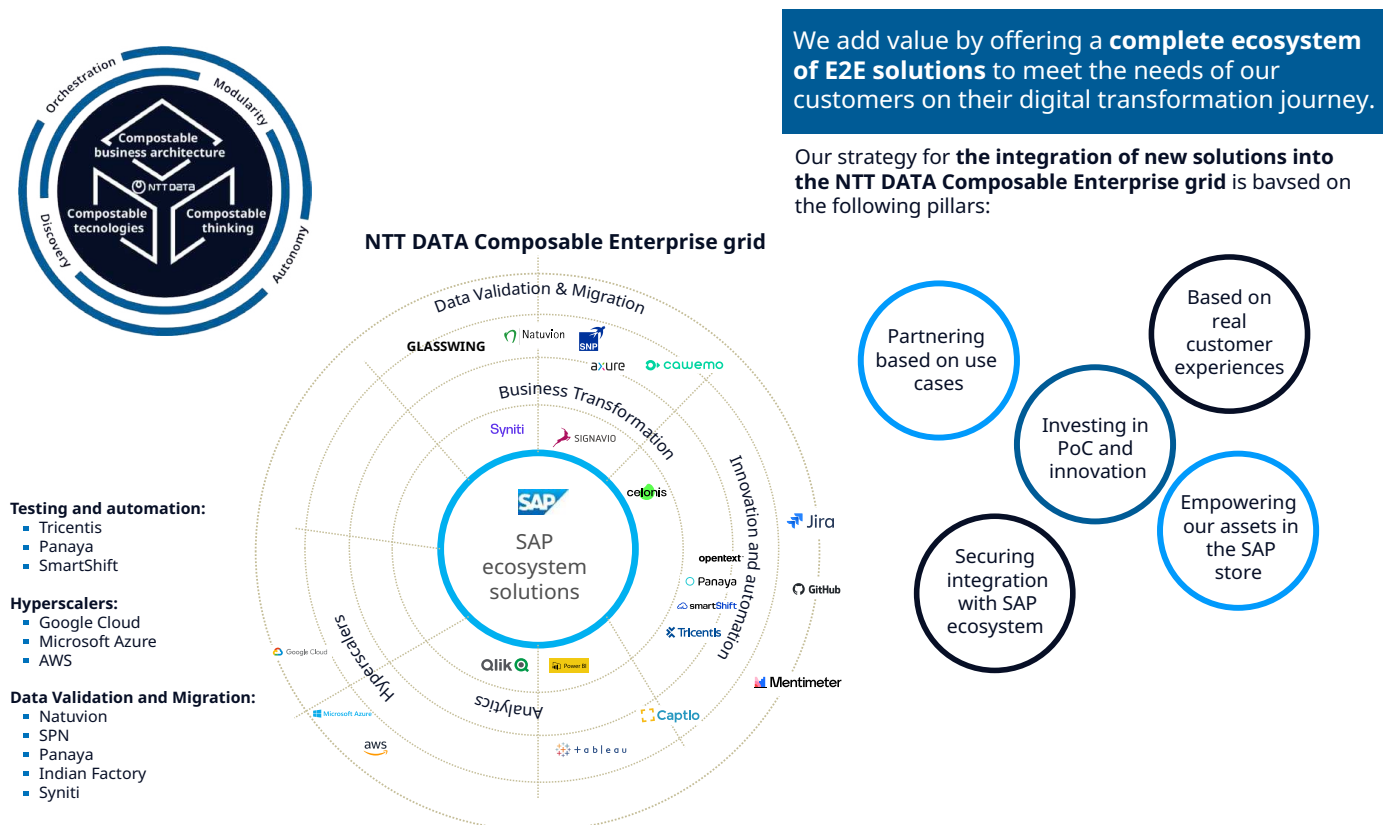 We add value by offering a complete ecosystem
of E2E solutions to meet the needs of our
customers on their digital transformation journey.
Our strategy for the integration of new solutions into
the NTT DATA Composable Enterprise grid is bavsed on
the following pillars:
Orchestration
Modularity
Discovery
Autonomy
Compostable
business architecture
NTT DATA
Compostable
tecnologies
Compostable
thinking
NTT DATA Composable Enterprise grid
Data Validation & Migration
GLASSWING
Natuvion
SNP
axure
cawemo
Business Transformation
Syniti
SIGNAVIO
celonis
Innovation and automation
Jira
opentext
Panaya
GitHub
smartShift
Tricentis
Mentimeter
SAP
SAP
ecosystem
solutions
Hyperscalers
Google Cloud
Microsoft Azure
aws
Analytics
Qlik
Power BI
Captio
+ableau
Testing and automation:
Tricentis
Panaya
SmartShift
Hyperscalers:
Google Cloud
Microsoft Azure
AWS
Data Validation and Migration:
Natuvion
SPN
Panaya
Indian Factory
Syniti
Partnering
based on use
cases
Based on
real
customer
experiences
Investing in
PoC and
innovation
Empowering
our assets in
the SAP
store
Securing
integration
with SAP
ecosystem